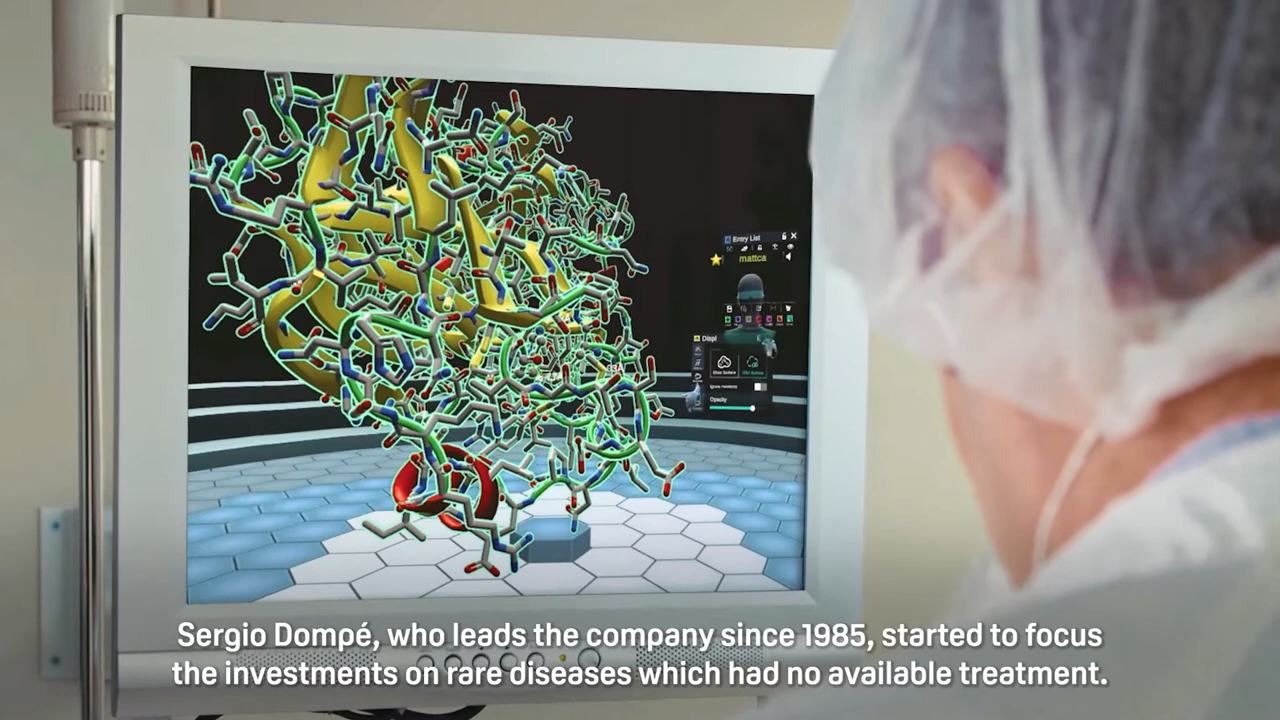 Entry List
mattca
Displ
Opacity
Sergio Dompé, who leads the company since 1985, started to focus
the investments on rare diseases which had no available treatment.